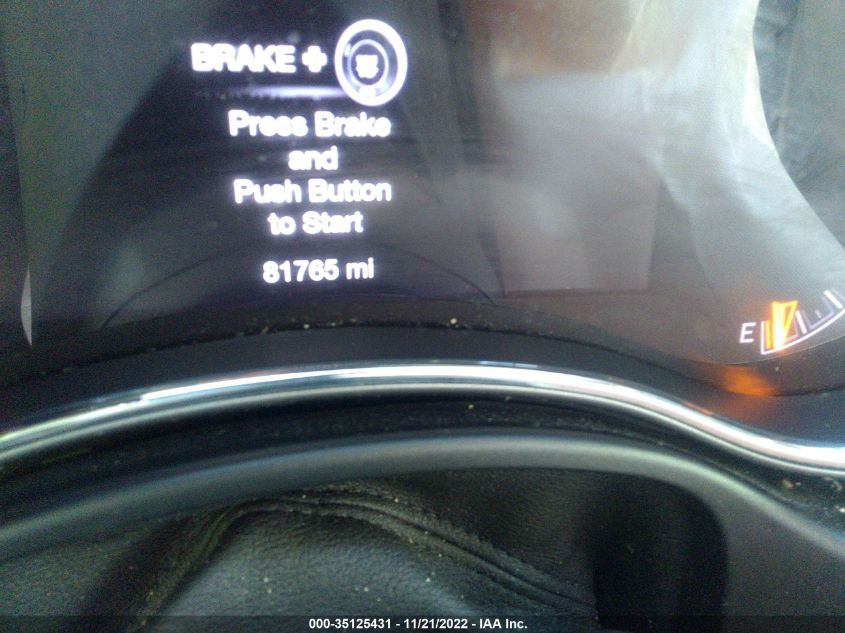 BRAKE +
Press Brake
and
Push Button
to Start
81765 mi
E
000-35125431 - 11/21/2022 - IAA Inc.